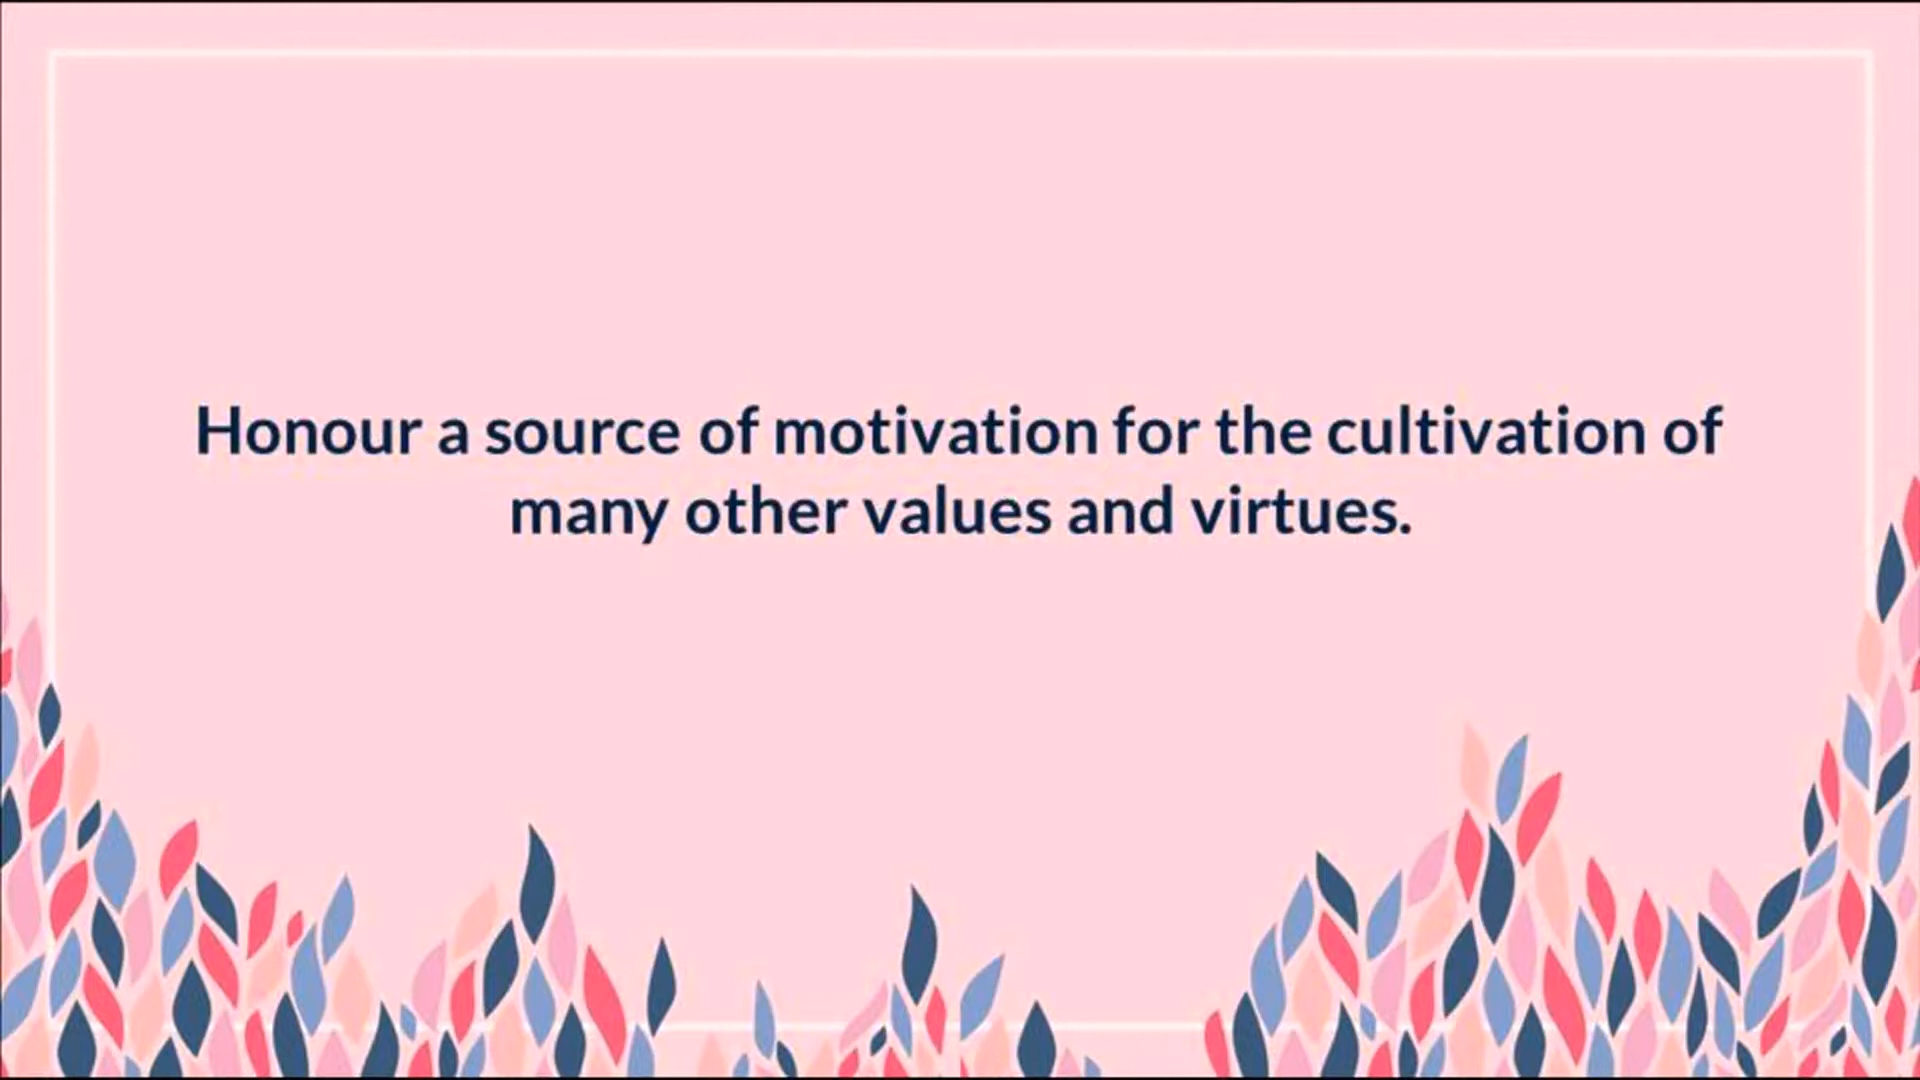 Honour a source of motivation for the cultivation of
many other values and virtues.